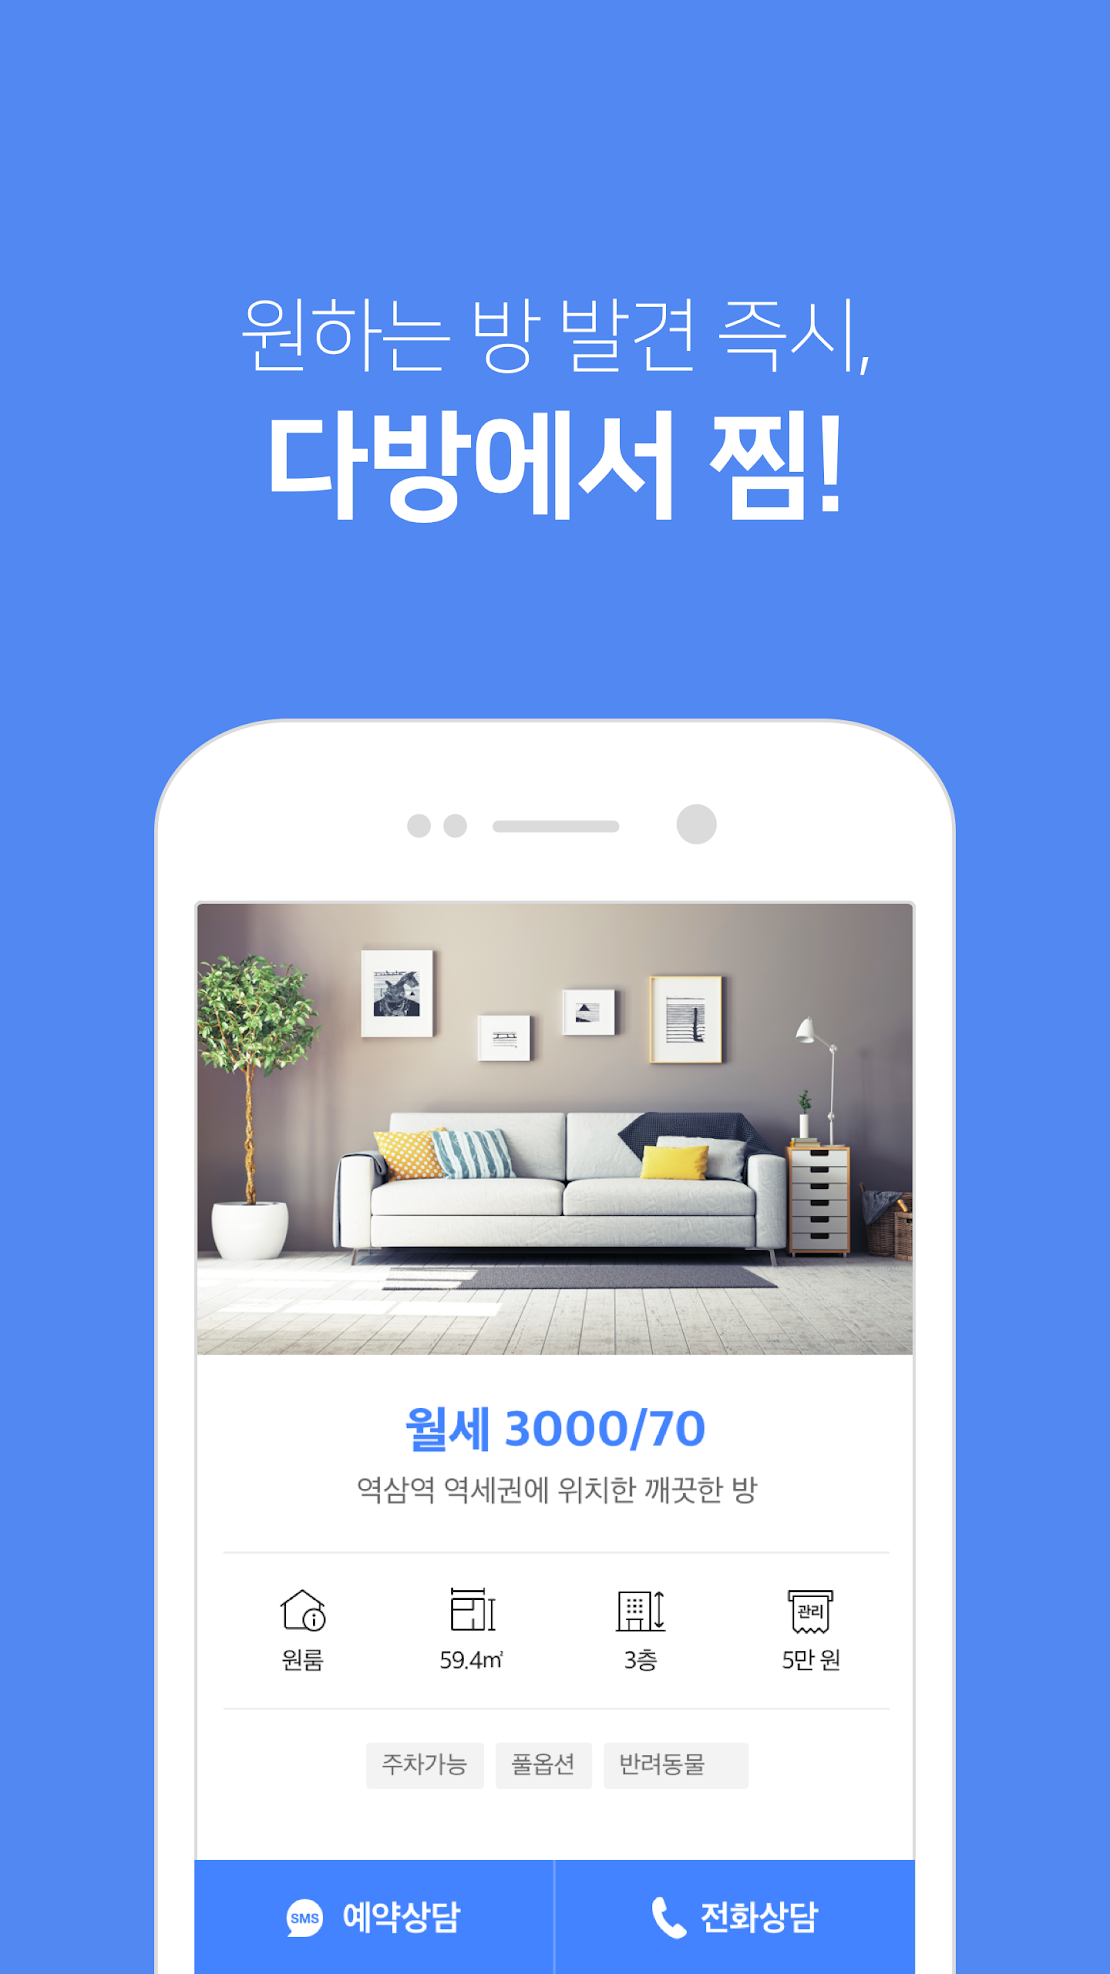 원하는 방 발견 즉시,
다방에서 찜!
월세 3000/70
역삼역 역세권에 위치한 깨끗한 방
관리
원룸 59.4㎡ 3층 5만 원
주차가능 풀옵션 반려동물
SMS 예약상담 전화상담